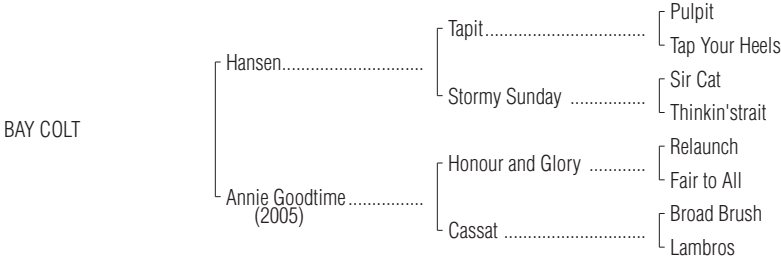 Pulpit
Tapit
Tap Your Heels
Hansen
Sir Cat
Stormy Sunday
Thinkin'strait
BAY COLT
Relaunch
Honour and Glory
Fair to All
Annie Goodtime
(2005)
Broad Brush
Cassat
Lambros